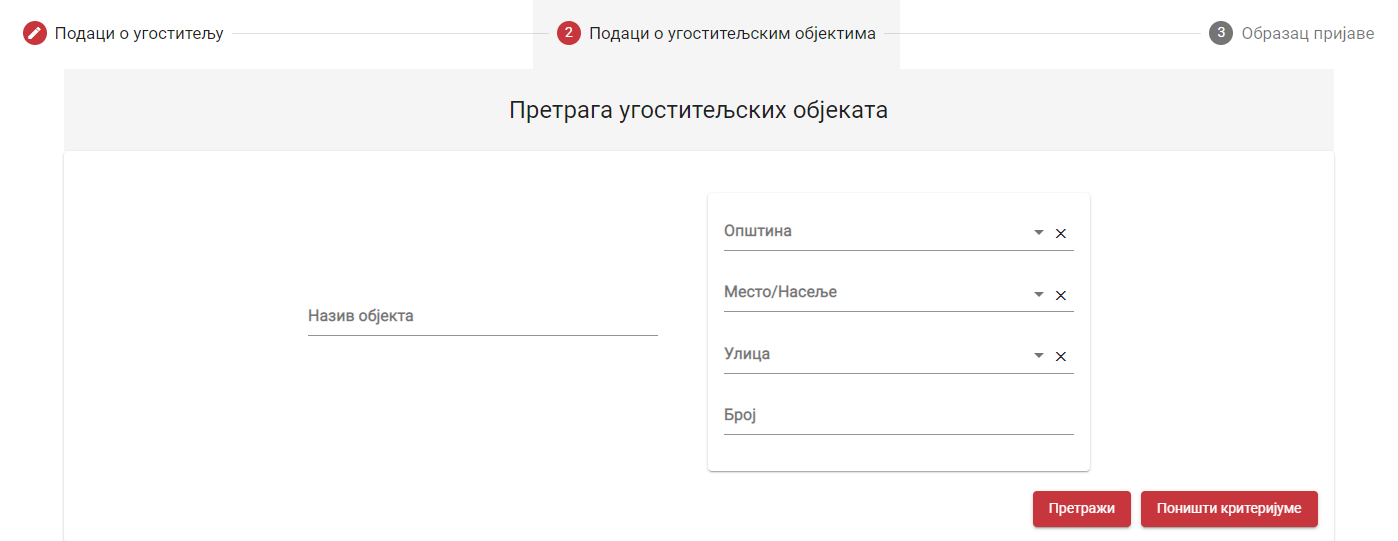 Подаци о угоститељу
2 Подаци о угоститељским објектима
3 Образац пријаве
Претрага угоститељских објеката
Назив објекта
Општина
Место/Насеље
Улица
Број
Претражи
Поништи критеријуме